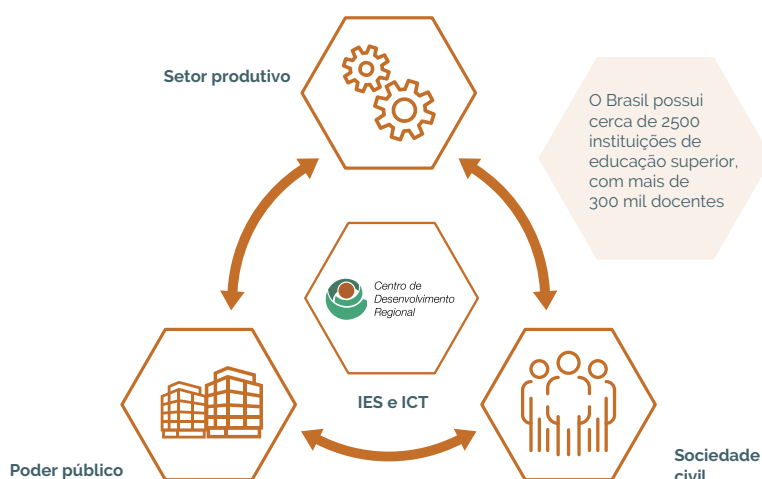 Setor produtivo
O Brasil possui
cerca de 2500
instituições de
educação superior,
com mais de
300 mil docentes
Centro de
Desenvolvimento
Regional
IES e ICT
Poder público
Sociedade
civil